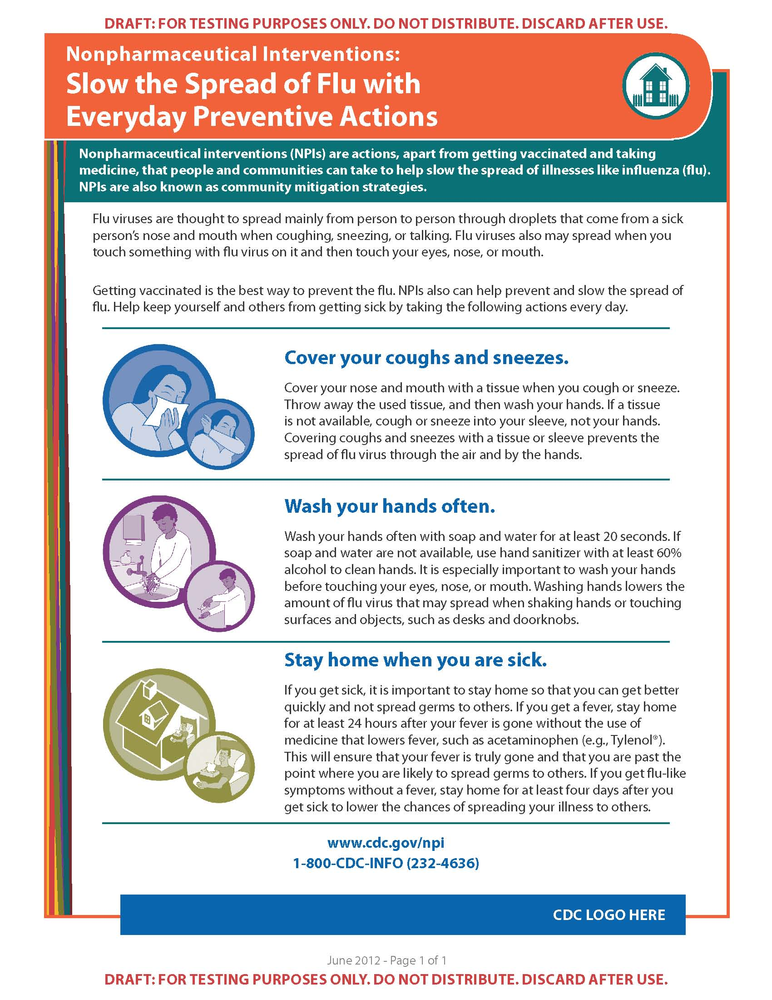 DRAFT: FOR TESTING PURPOSES ONLY. DO NOT DISTRIBUTE. DISCARD AFTER USE.
Nonpharmaceutical Interventions:
Slow the Spread of Flu with
Everyday Preventive Actions
Nonpharmaceutical interventions (NPIs) are actions, apart from getting vaccinated and taking
medicine, that people and communities can take to help slow the spread of illnesses like influenza (flu).
NPIs are also known as community mitigation strategies.
Flu viruses are thought to spread mainly from person to person through droplets that come from a sick
person’s nose and mouth when coughing, sneezing, or talking. Flu viruses also may spread when you
touch something with flu virus on it and then touch your eyes, nose, or mouth.
Getting vaccinated is the best way to prevent the flu. NPIs also can help prevent and slow the spread of
flu. Help keep yourself and others from getting sick by taking the following actions every day.
Cover your coughs and sneezes.
Cover your nose and mouth with a tissue when you cough or sneeze.
Throw away the used tissue, and then wash your hands. If a tissue
is not available, cough or sneeze into your sleeve, not your hands.
Covering coughs and sneezes with a tissue or sleeve prevents the
spread of flu virus through the air and by the hands.
Wash your hands often.
Wash your hands often with soap and water for at least 20 seconds. If
soap and water are not available, use hand sanitizer with at least 60%
alcohol to clean hands. It is especially important to wash your hands
before touching your eyes, nose, or mouth. Washing hands lowers the
amount of flu virus that may spread when shaking hands or touching
surfaces and objects, such as desks and doorknobs.
Stay home when you are sick.
If you get sick, it is important to stay home so that you can get better
quickly and not spread germs to others. If you get a fever, stay home
for at least 24 hours after your fever is gone without the use of
medicine that lowers fever, such as acetaminophen (e.g., Tylenol®).
This will ensure that your fever is truly gone and that you are past the
point where you are likely to spread germs to others. If you get flu-like
symptoms without a fever, stay home for at least four days after you
get sick to lower the chances of spreading your illness to others.
www.cdc.gov/npi
1-800-CDC-INFO (232-4636)
CDC LOGO HERE
June 2012 - Page 1 of 1
DRAFT: FOR TESTING PURPOSES ONLY. DO NOT DISTRIBUTE. DISCARD AFTER USE.